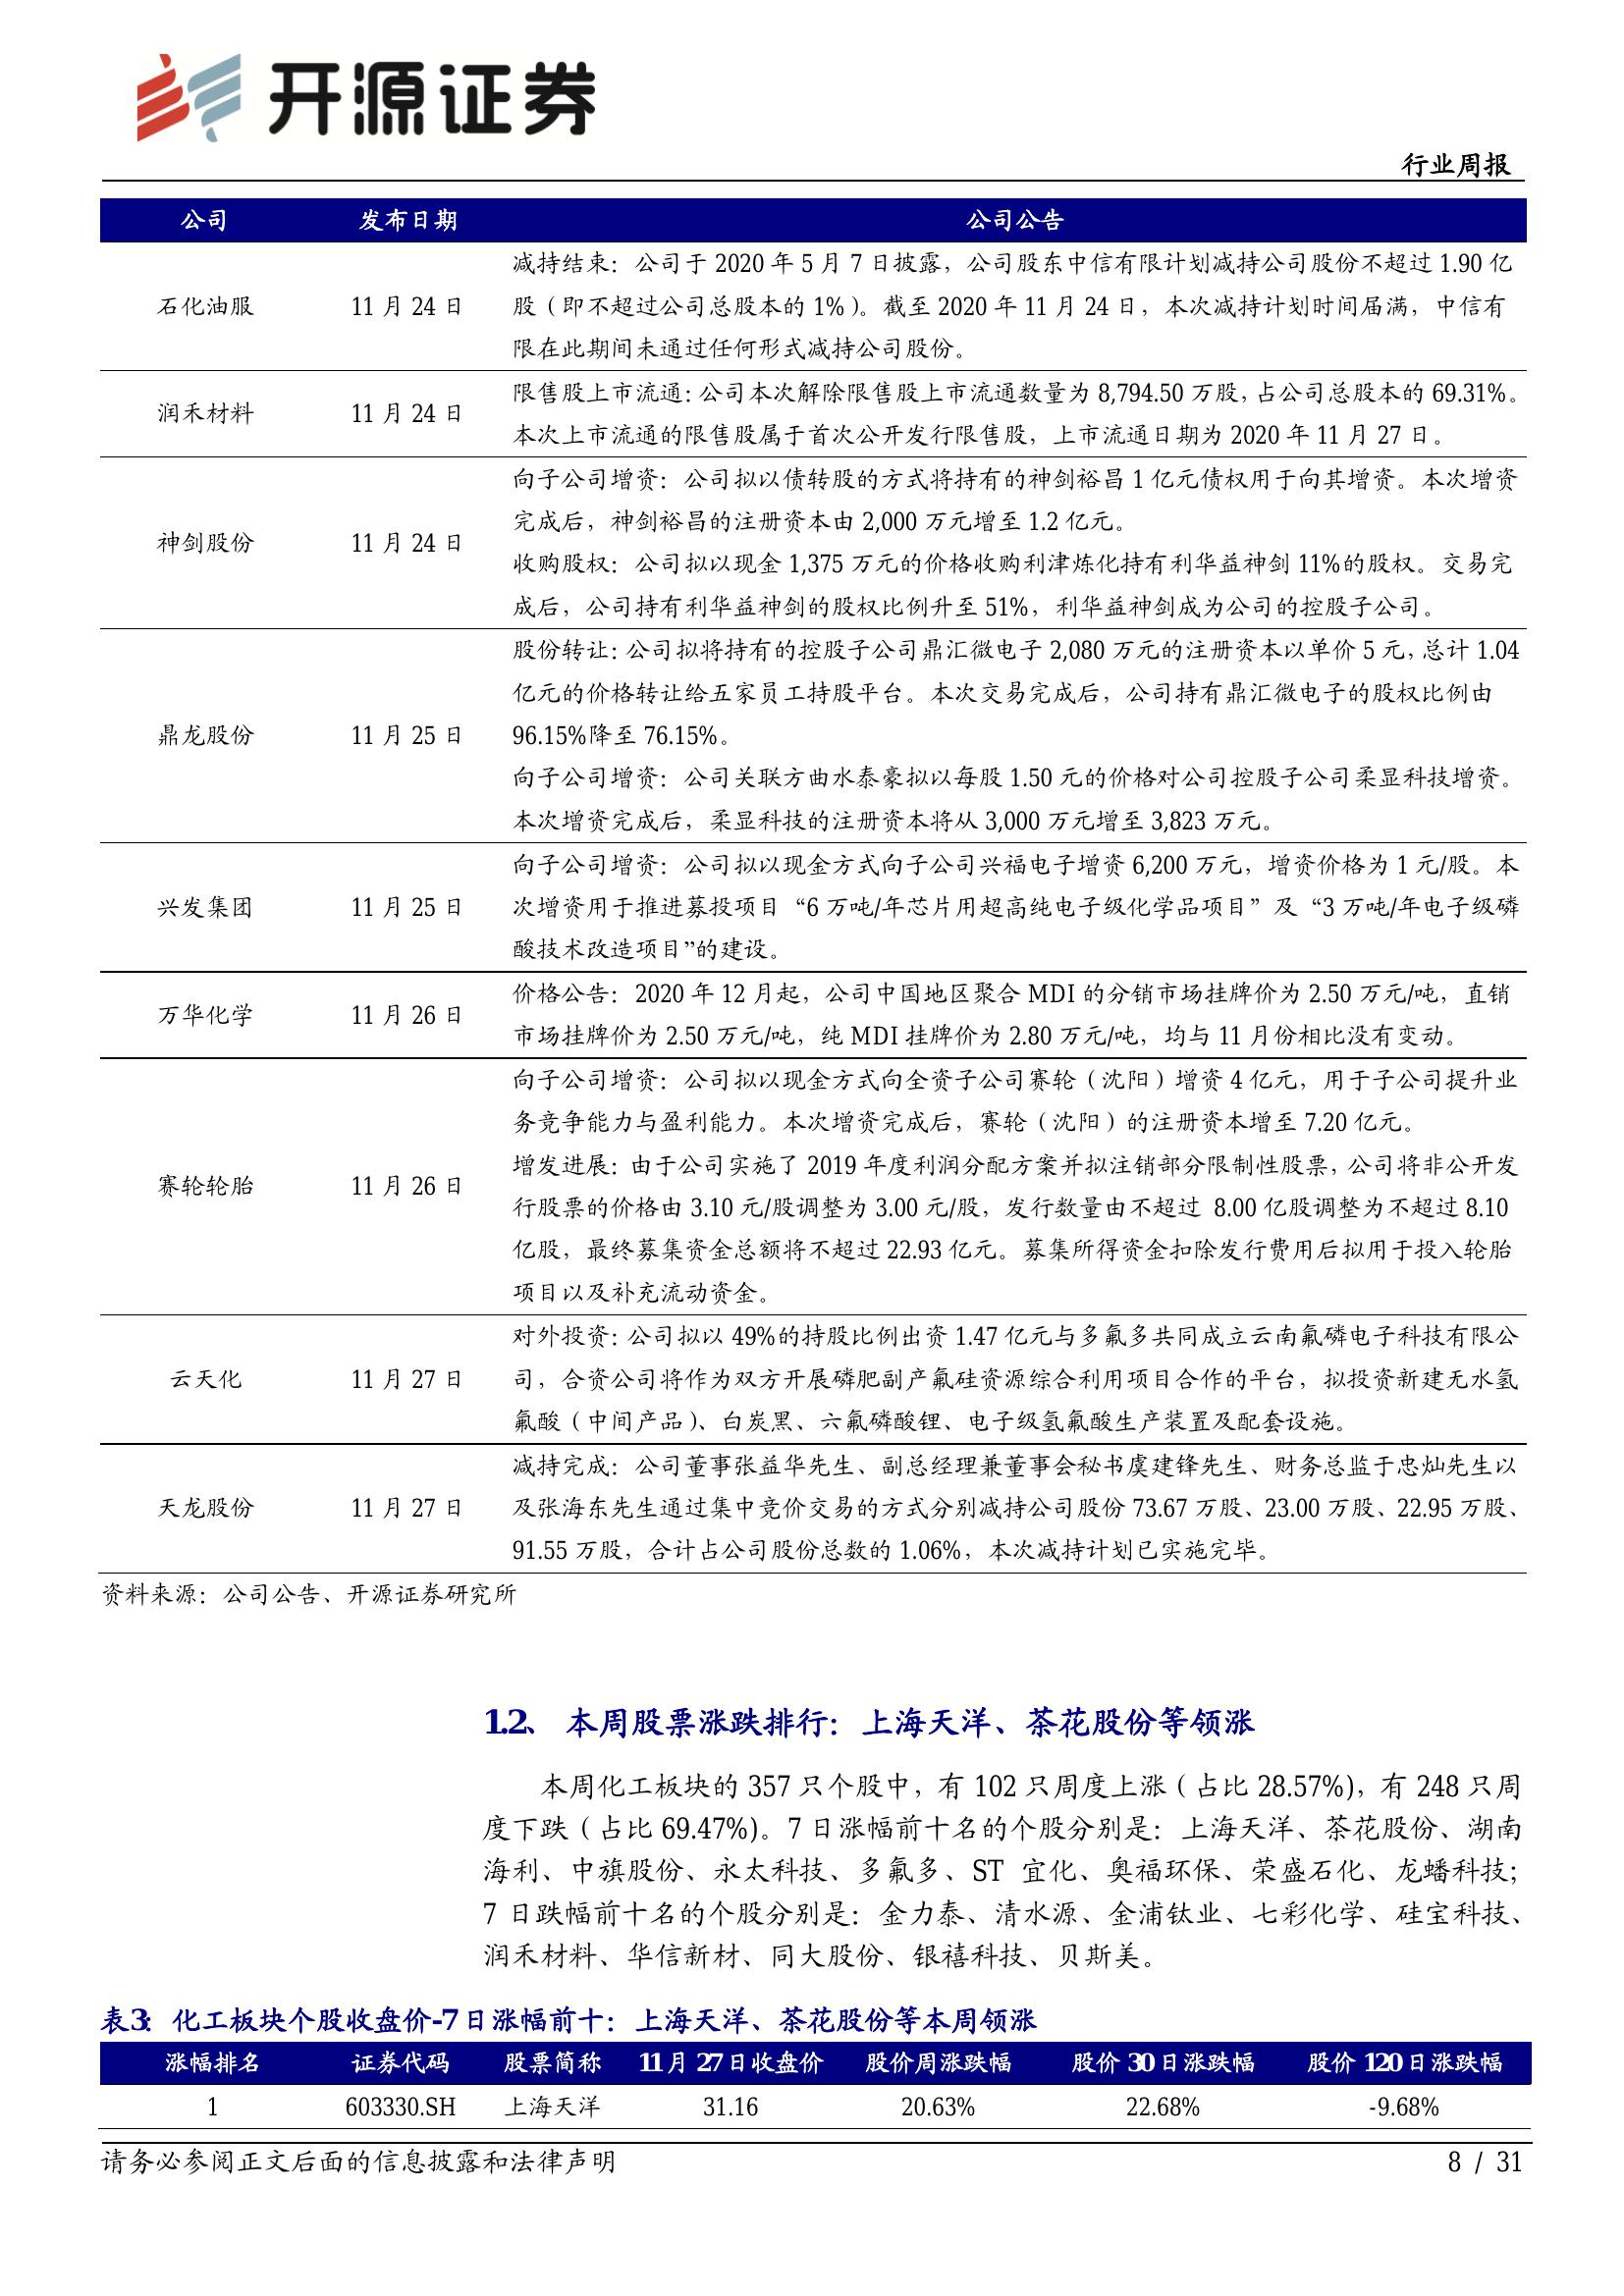 开源证券
行业周报
公司 发布日期 公司公告
石化油服 11 月 24 日
减持结束：公司于 2020 年 5 月 7 日披露，公司股东中信有限计划减持公司股份不超过 1.90 亿
股（即不超过公司总股本的 1%）。截至 2020 年 11 月 24 日，本次减持计划时间届满，中信有
限在此期间未通过任何形式减持公司股份。
润禾材料 11 月 24 日
限售股上市流通：公司本次解除限售股上市流通数量为 8,794.50 万股，占公司总股本的 69.31%。
本次上市流通的限售股属于首次公开发行限售股，上市流通日期为 2020 年 11 月 27 日。
神剑股份 11 月 24 日
向子公司增资：公司拟以债转股的方式将持有的神剑裕昌 1 亿元债权用于向其增资。本次增资
完成后，神剑裕昌的注册资本由 2,000 万元增至 1.2 亿元。
收购股权：公司拟以现金 1,375 万元的价格收购利津炼化持有利华益神剑 11%的股权。交易完
成后，公司持有利华益神剑的股权比例升至 51%，利华益神剑成为公司的控股子公司。
鼎龙股份 11 月 25 日
股份转让：公司拟将持有的控股子公司鼎汇微电子 2,080 万元的注册资本以单价 5 元，总计 1.04
亿元的价格转让给五家员工持股平台。本次交易完成后，公司持有鼎汇微电子的股权比例由
96.15%降至 76.15%。
向子公司增资：公司关联方曲水泰豪拟以每股 1.50 元的价格对公司控股子公司柔显科技增资。
本次增资完成后，柔显科技的注册资本将从 3,000 万元增至 3,823 万元。
兴发集团 11 月 25 日
向子公司增资：公司拟以现金方式向子公司兴福电子增资 6,200 万元，增资价格为 1 元/股。本
次增资用于推进募投项目“6 万吨/年芯片用超高纯电子级化学品项目”及“3 万吨/年电子级磷
酸技术改造项目”的建设。
万华化学 11 月 26 日
价格公告：2020 年 12 月起，公司中国地区聚合 MDI 的分销市场挂牌价为 2.50 万元/吨，直销
市场挂牌价为 2.50 万元/吨，纯 MDI 挂牌价为 2.80 万元/吨，均与 11 月份相比没有变动。
赛轮轮胎 11 月 26 日
向子公司增资：公司拟以现金方式向全资子公司赛轮（沈阳）增资 4 亿元，用于子公司提升业
务竞争能力与盈利能力。本次增资完成后，赛轮（沈阳）的注册资本增至 7.20 亿元。
增发进展：由于公司实施了 2019 年度利润分配方案并拟注销部分限制性股票，公司将非公开发
行股票的价格由 3.10 元/股调整为 3.00 元/股，发行数量由不超过 8.00 亿股调整为不超过 8.10
亿股，最终募集资金总额将不超过 22.93 亿元。募集所得资金扣除发行费用后拟用于投入轮胎
项目以及补充流动资金。
云天化 11 月 27 日
对外投资：公司拟以 49%的持股比例出资 1.47 亿元与多氟多共同成立云南氟磷电子科技有限公
司，合资公司将作为双方开展磷肥副产氟硅资源综合利用项目合作的平台，拟投资新建无水氢
氟酸（中间产品）、白炭黑、六氟磷酸锂、电子级氢氟酸生产装置及配套设施。
天龙股份 11 月 27 日
减持完成：公司董事张益华先生、副总经理兼董事会秘书虞建锋先生、财务总监于忠灿先生以
及张海东先生通过集中竞价交易的方式分别减持公司股份 73.67 万股、23.00 万股、22.95 万股、
91.55 万股，合计占公司股份总数的 1.06%，本次减持计划已实施完毕。
资料来源：公司公告、开源证券研究所
1.2、 本周股票涨跌排行：上海天洋、茶花股份等领涨
本周化工板块的 357 只个股中，有 102 只周度上涨（占比 28.57%），有 248 只周
度下跌（占比 69.47%）。7 日涨幅前十名的个股分别是：上海天洋、茶花股份、湖南
海利、中旗股份、永太科技、多氟多、ST 宜化、奥福环保、荣盛石化、龙蟠科技；
7 日跌幅前十名的个股分别是：金力泰、清水源、金浦钛业、七彩化学、硅宝科技、
润禾材料、华信新材、同大股份、银禧科技、贝斯美。
表3：化工板块个股收盘价-7 日涨幅前十：上海天洋、茶花股份等本周领涨
涨幅排名 证券代码 股票简称 11 月 27 日收盘价 股价周涨跌幅 股价 30 日涨跌幅 股价 120 日涨跌幅
1 603330.SH 上海天洋 31.16 20.63% 22.68% -9.68%
请务必参阅正文后面的信息披露和法律声明 8 / 31